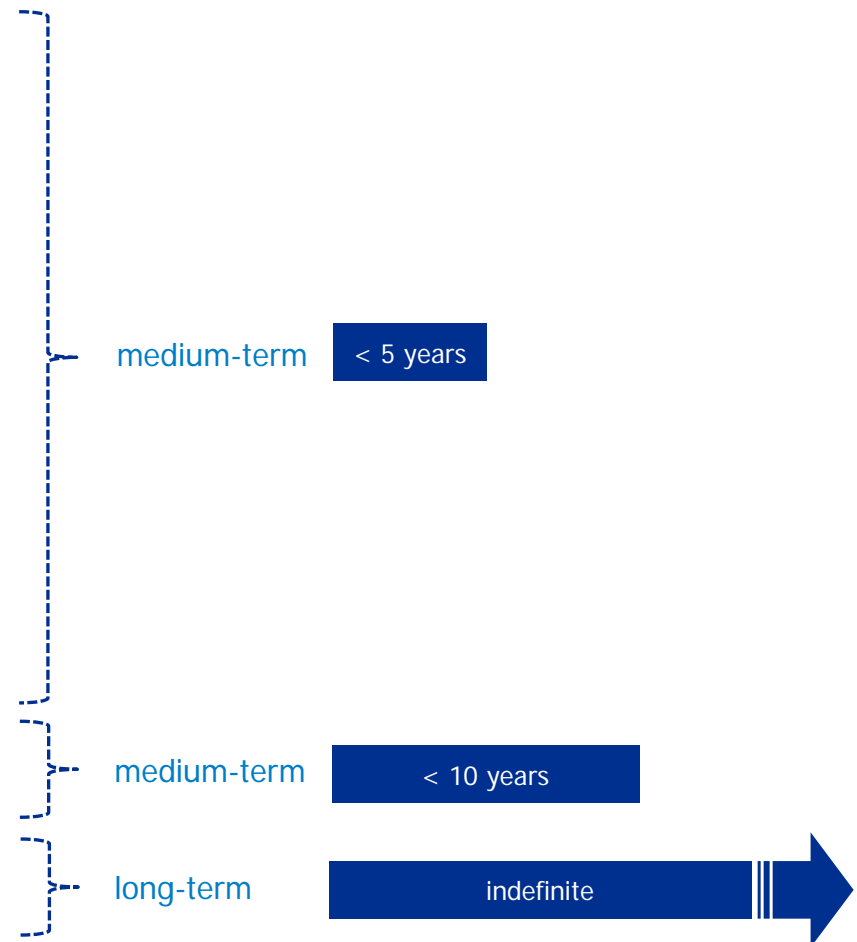 medium-term
< 5 years
medium-term
< 10 years
long-term
indefinite